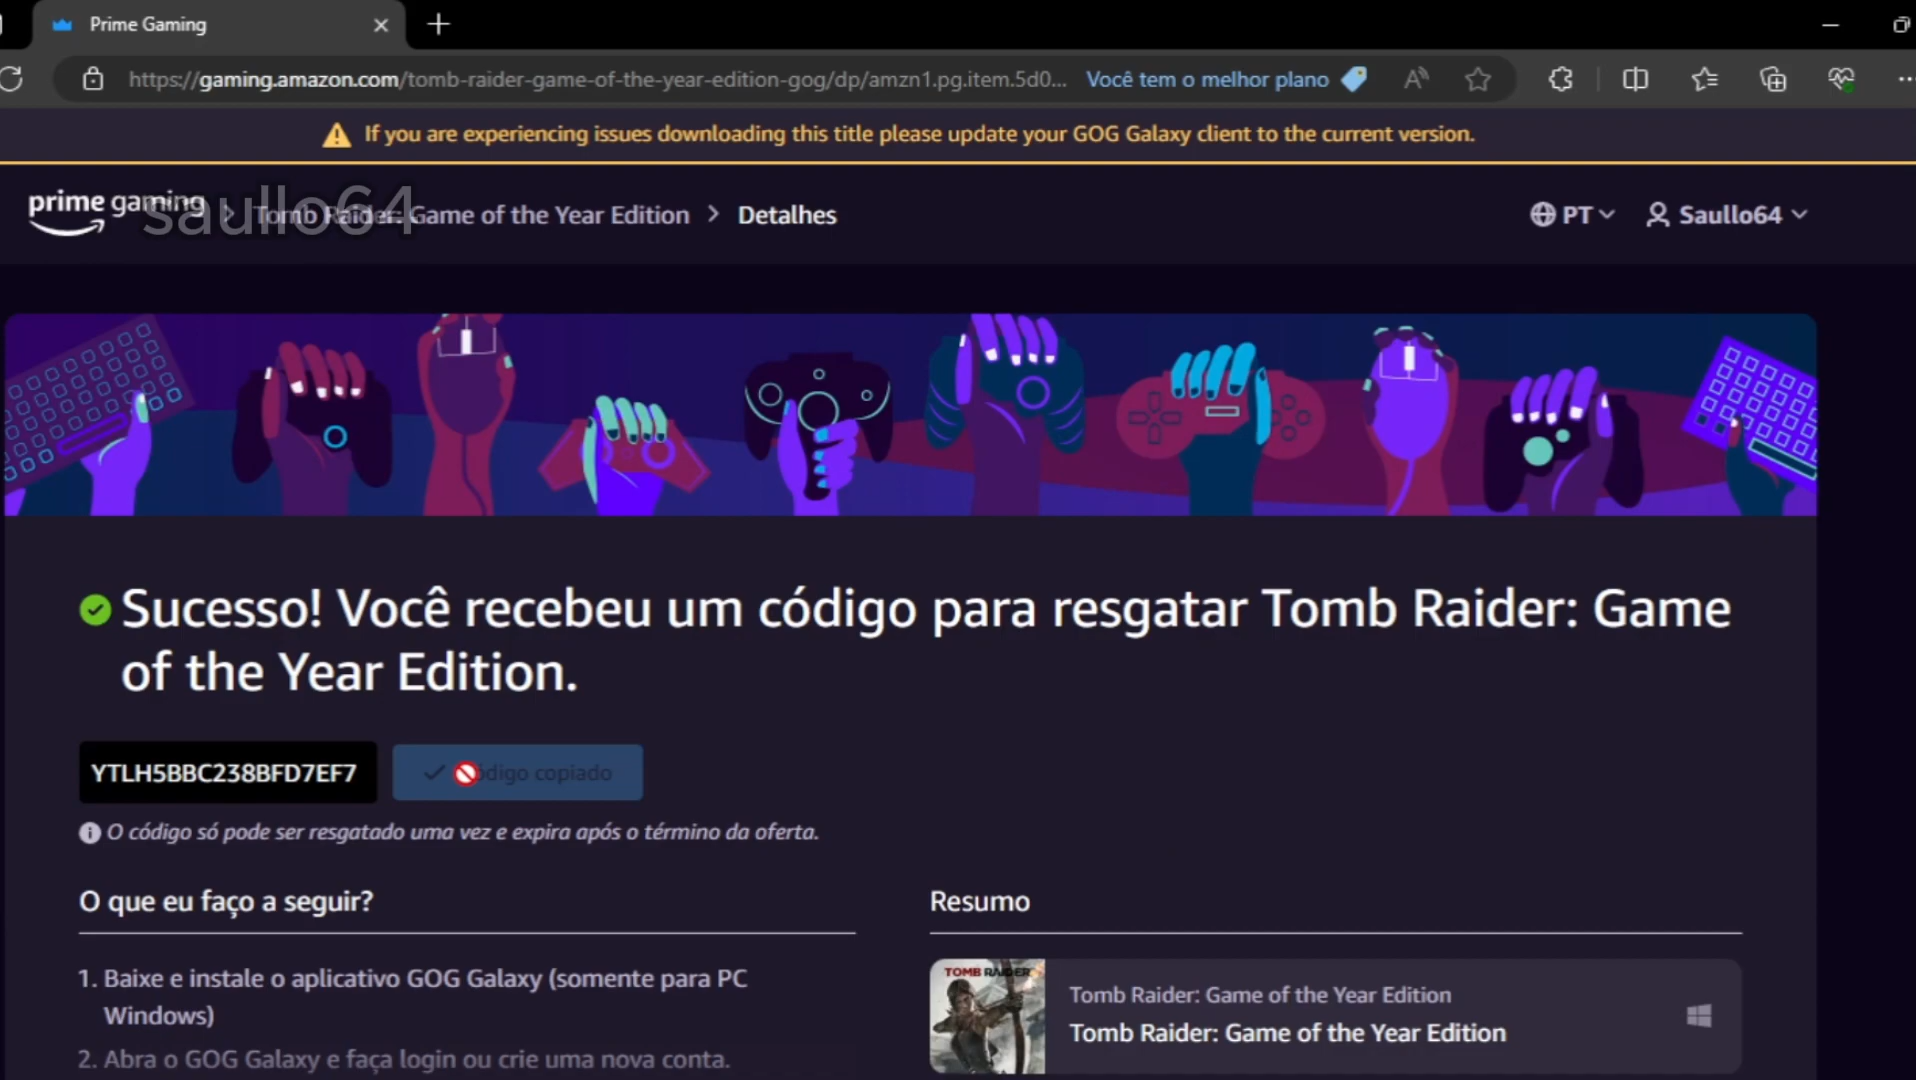 Prime Gaming
https://gaming.amazon.com/tomb-raider-game-of-the-year-edition-gog/dp/amzn1.pg.item.5d0...
Você tem o melhor plano
If you are experiencing issues downloading this title please update your GOG Galaxy client to the current version.
prime gaming
saullo64
Tomb Raider: Game of the Year Edition > Detalhes
PT
Saullo64
Sucesso! Você recebeu um código para resgatar Tomb Raider: Game
of the Year Edition.
YTLH5BBC238BFD7EF7
código copiado
O código só pode ser resgatado uma vez e expira após o término da oferta.
O que eu faço a seguir?
1. Baixe e instale o aplicativo GOG Galaxy (somente para PC
Windows)
2. Abra o GOG Galaxy e faça login ou crie uma nova conta.
Resumo
TOMB RAIDER
Tomb Raider: Game of the Year Edition
Tomb Raider: Game of the Year Edition